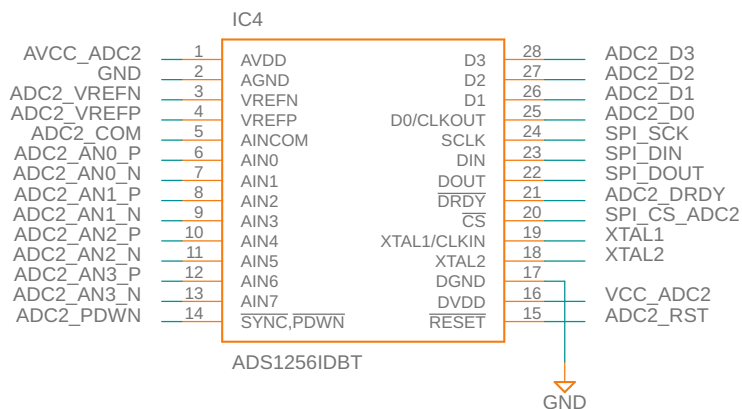 IC4
AVCC_ADC2 1 AVDD D3 28 ADC2_D3
GND 2 AGND D2 27 ADC2_D2
ADC2_VREFN 3 VREFN D1 26 ADC2_D1
ADC2_VREFP 4 VREFP D0/CLKOUT 25 ADC2_D0
ADC2_COM 5 AINCOM SCLK 24 SPI_SCK
ADC2_AN0_P 6 AIN0 DIN 23 SPI_DIN
ADC2_AN0_N 7 AIN1 DOUT 22 SPI_DOUT
ADC2_AN1_P 8 AIN2 DRDY 21 ADC2_DRDY
ADC2_AN1_N 9 AIN3 CS 20 SPI_CS_ADC2
ADC2_AN2_P 10 AIN4 XTAL1/CLKIN 19 XTAL1
ADC2_AN2_N 11 AIN5 XTAL2 18 XTAL2
ADC2_AN3_P 12 AIN6 DGND 17
ADC2_AN3_N 13 AIN7 DVDD 16 VCC_ADC2
ADC2_PDWN 14 SYNC,PDWN RESET 15 ADC2_RST
ADS1256IDBT
GND